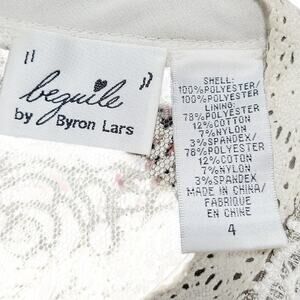 " beguile "
by Byron Lars
SHELL:
100%POLYESTER/
100%POLYESTER
LINING:
78%POLYESTER
12%COTTON
7%NYLON
3%SPANDEX/
78%POLYESTER
12%COTTON
7%NYLON
3%SPANDEX
MADE IN CHINA/
FABRIQUE
EN CHINE
4